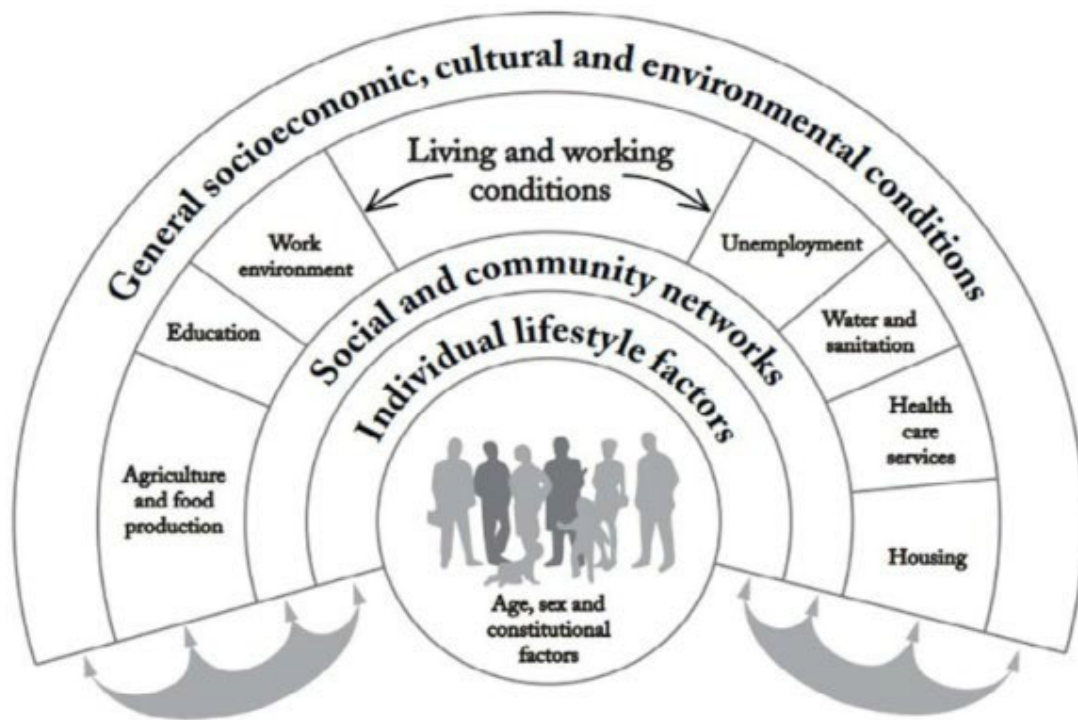 General socioeconomic, cultural and environmental conditions
Living and working
conditions
Work
environment
Unemployment
Education
Water and
sanitation
Agriculture
and food
production
Health
care
services
Housing
Social and community networks
Individual lifestyle factors
Age, sex and
constitutional
factors